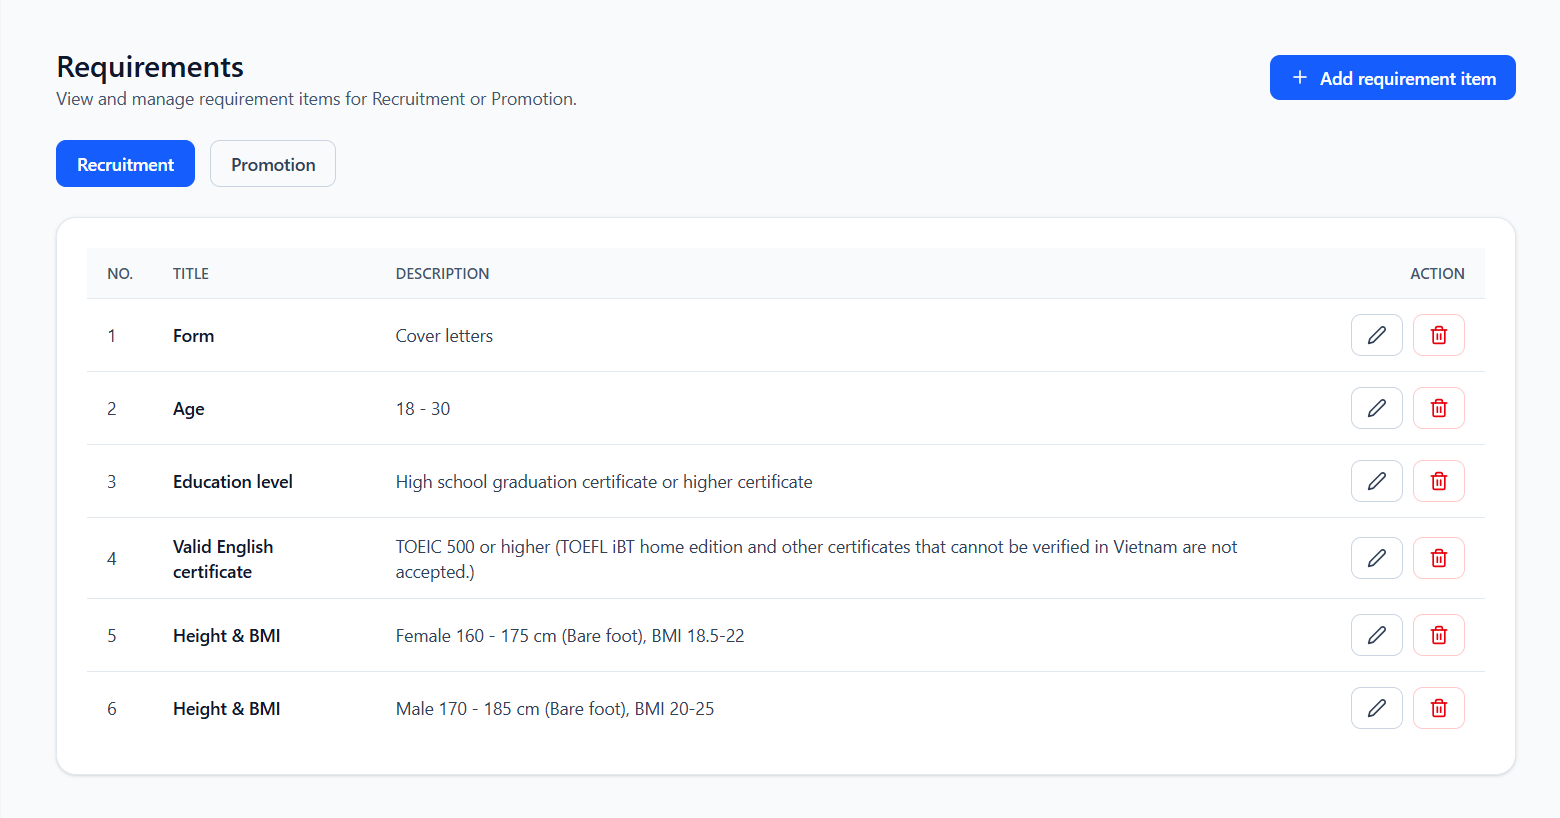 Requirements
View and manage requirement items for Recruitment or Promotion.
+ Add requirement item
Recruitment
Promotion
NO. TITLE DESCRIPTION ACTION
1 Form Cover letters
2 Age 18 - 30
3 Education level High school graduation certificate or higher certificate
4 Valid English certificate TOEIC 500 or higher (TOEFL iBT home edition and other certificates that cannot be verified in Vietnam are not accepted.)
5 Height & BMI Female 160 - 175 cm (Bare foot), BMI 18.5-22
6 Height & BMI Male 170 - 185 cm (Bare foot), BMI 20-25